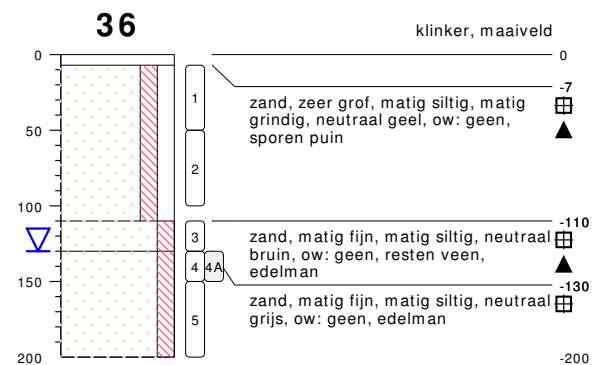 36
klinker, maaiveld
0
0
-7
zand, zeer grof, matig siltig, matig
grindig, neutraal geel, ow: geen,
sporen puin
1
50
2
100
-110
zand, matig fijn, matig siltig, neutraal
bruin, ow: geen, resten veen,
edelman
3
4
4A
-130
150
zand, matig fijn, matig siltig, neutraal
grijs, ow: geen, edelman
5
200
-200